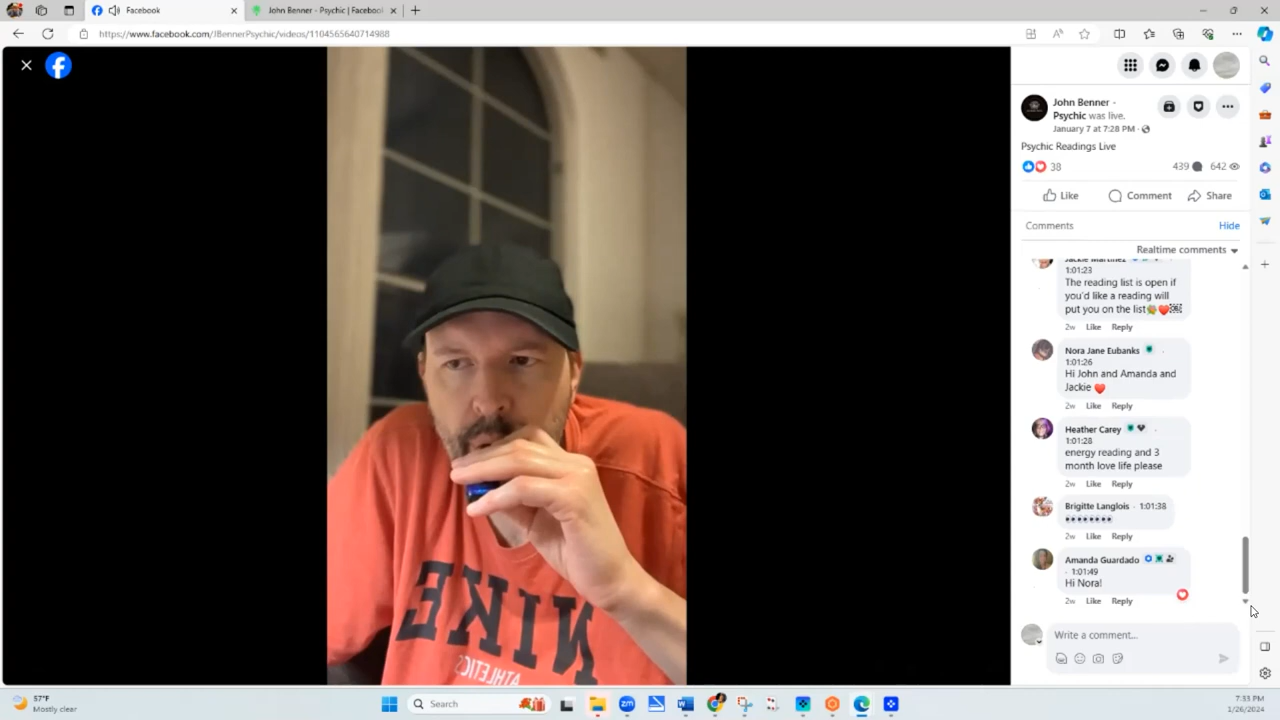 Facebook
John Benner - Psychic | Facebook
https://www.facebook.com/JBennerPsychic/videos/1104565640714988
John Benner -
Psychic was live.
January 7 at 7:28 PM ·
Psychic Readings Live
38
439
642
Like
Comment
Share
Comments
Hide
Realtime comments
Jackie Martinez
1:01:23
The reading list is open if
you'd like a reading will
put you on the list
2w Like Reply
Nora Jane Eubanks
1:01:26
Hi John and Amanda and
Jackie
2w Like Reply
Heather Carey
1:01:28
energy reading and 3
month love life please
2w Like Reply
Brigitte Langlois · 1:01:38
2w Like Reply
Amanda Guardado
· 1:01:49
Hi Nora!
2w Like Reply
Write a comment...
NIKE
ATHLETICS
57°F
Mostly clear
Search
zm
7:33 PM
1/26/2024